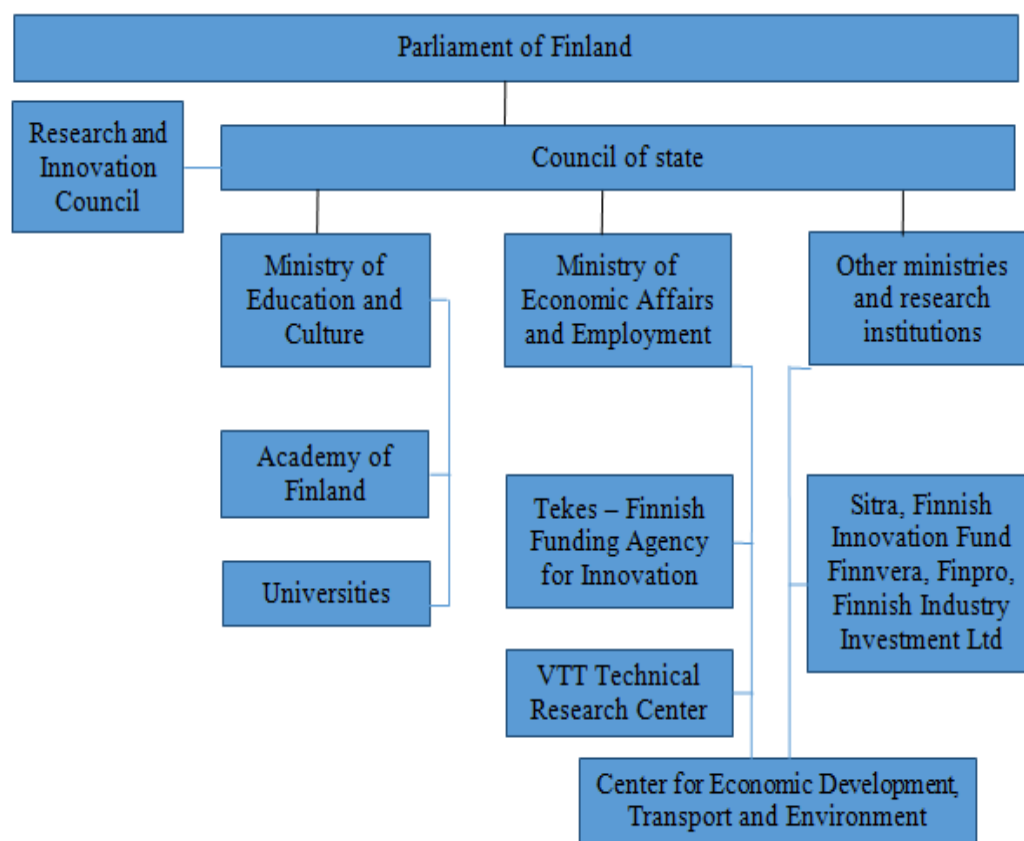 Parliament of Finland
Research and
Innovation
Council
Council of state
Ministry of
Education and
Culture
Ministry of
Economic Affairs
and Employment
Other ministries
and research
institutions
Academy of
Finland
Universities
Tekes – Finnish
Funding Agency
for Innovation
VTT Technical
Research Center
Sitra, Finnish
Innovation Fund
Finnvera, Finpro,
Finnish Industry
Investment Ltd
Center for Economic Development,
Transport and Environment